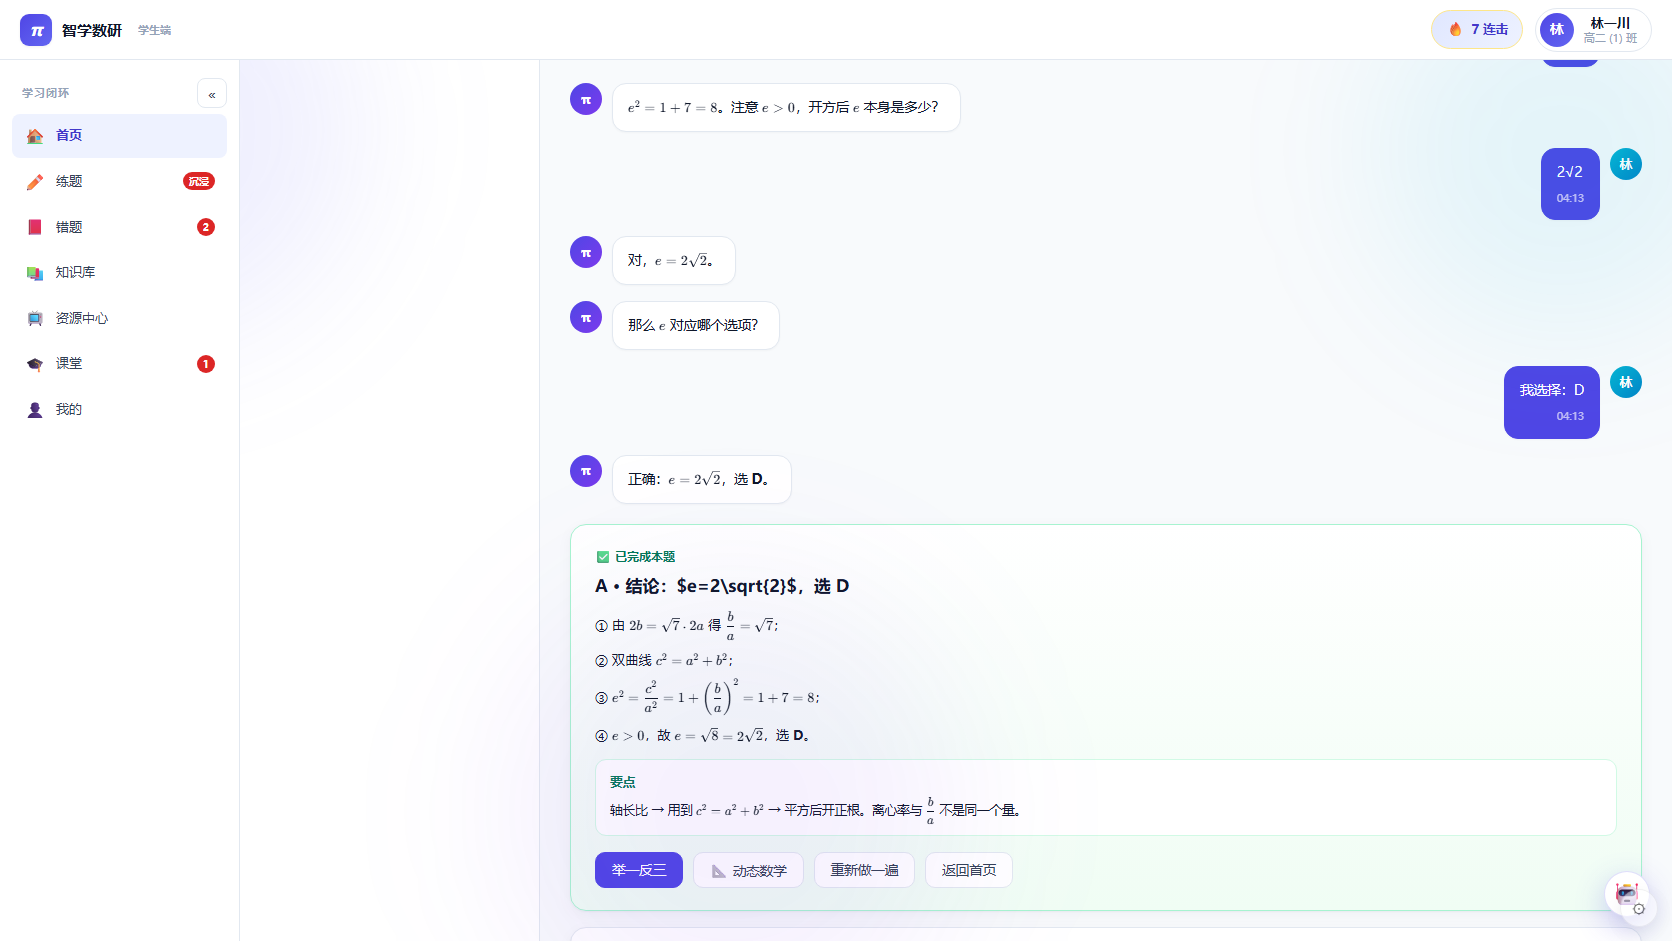 π 智学数研 学生端
🔥 7 连击
林 林一川
高二 (1) 班
学习闭环 «
首页
练题 沉浸
错题 2
知识库
资源中心
课堂 1
我的
π e² = 1 + 7 = 8。注意 e > 0，开方后 e 本身是多少？
2√2 林
04:13
π 对，e = 2√2。
π 那么 e 对应哪个选项？
我选择：D 林
04:13
π 正确：e = 2√2，选 D。
✅ 已完成本题
A · 结论：$e=2\sqrt{2}$，选 D
① 由 2b = √7 · 2a 得 b/a = √7；
② 双曲线 c² = a² + b²；
③ e² = c²/a² = 1 + (b/a)² = 1 + 7 = 8；
④ e > 0，故 e = √8 = 2√2，选 D。
要点
轴长比 → 用到 c² = a² + b² → 平方后开正根。离心率与 b/a 不是同一个量。
举一反三 📐 动态数学 重新做一遍 返回首页